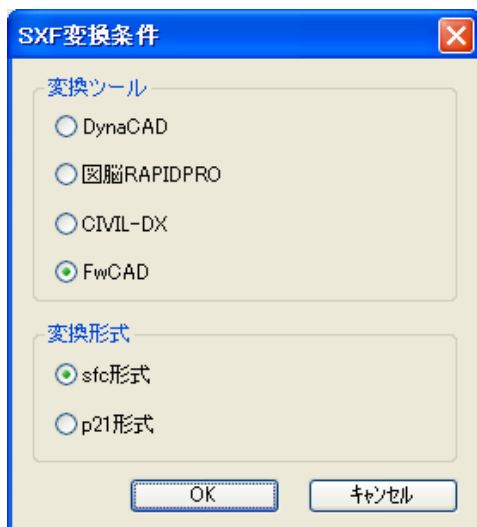 SXF変換条件
変換ツール
DynaCAD
図脳RAPIDPRO
CIVIL-DX
FwCAD
変換形式
sfc形式
p21形式
OK ｷｬﾝｾﾙ